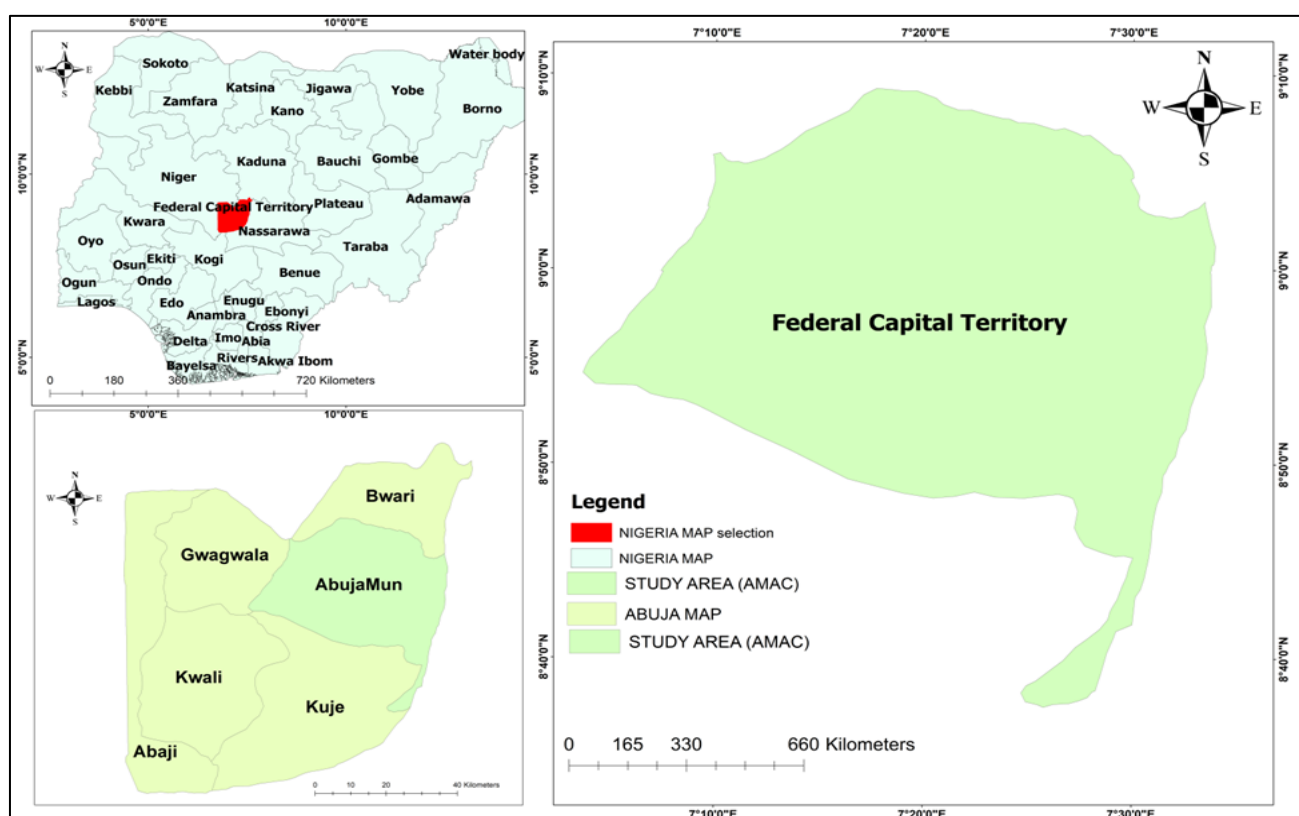 5°0'0"E 10°0'0"E
N
W E
S
Water body
Sokoto
Kebbi
Katsina
Jigawa
Yobe
Zamfara
Kano
Borno
Kaduna
Bauchi
Gombe
Niger
Adamawa
Federal Capital Territory
Plateau
Kwara
Nassarawa
Oyo
Taraba
Osun
Ekiti
Kogi
Benue
Ogun
Ondo
Lagos
Edo
Enugu
Anambra
Ebonyi
Cross River
Delta
Imo
Abia
Bayelsa
Rivers
Akwa Ibom
0 180 360 720 Kilometers
10°0'0"N
5°0'0"N
10°0'0"N
9°0'0"N
5°0'0"N
5°0'0"E 10°0'0"E
N
W E
S
Bwari
Gwagwala
AbujaMun
Kwali
Kuje
Abaji
0 10 20 40 Kilometers
7°10'0"E 7°20'0"E 7°30'0"E
N
W E
S
9°10'0"N
8°50'0"N
8°40'0"N
9°10'0"N
9°0'0"N
8°50'0"N
8°40'0"N
Federal Capital Territory
Legend
NIGERIA MAP selection
NIGERIA MAP
STUDY AREA (AMAC)
ABUJA MAP
STUDY AREA (AMAC)
0 165 330 660 Kilometers
7°10'0"E 7°20'0"E 7°30'0"E